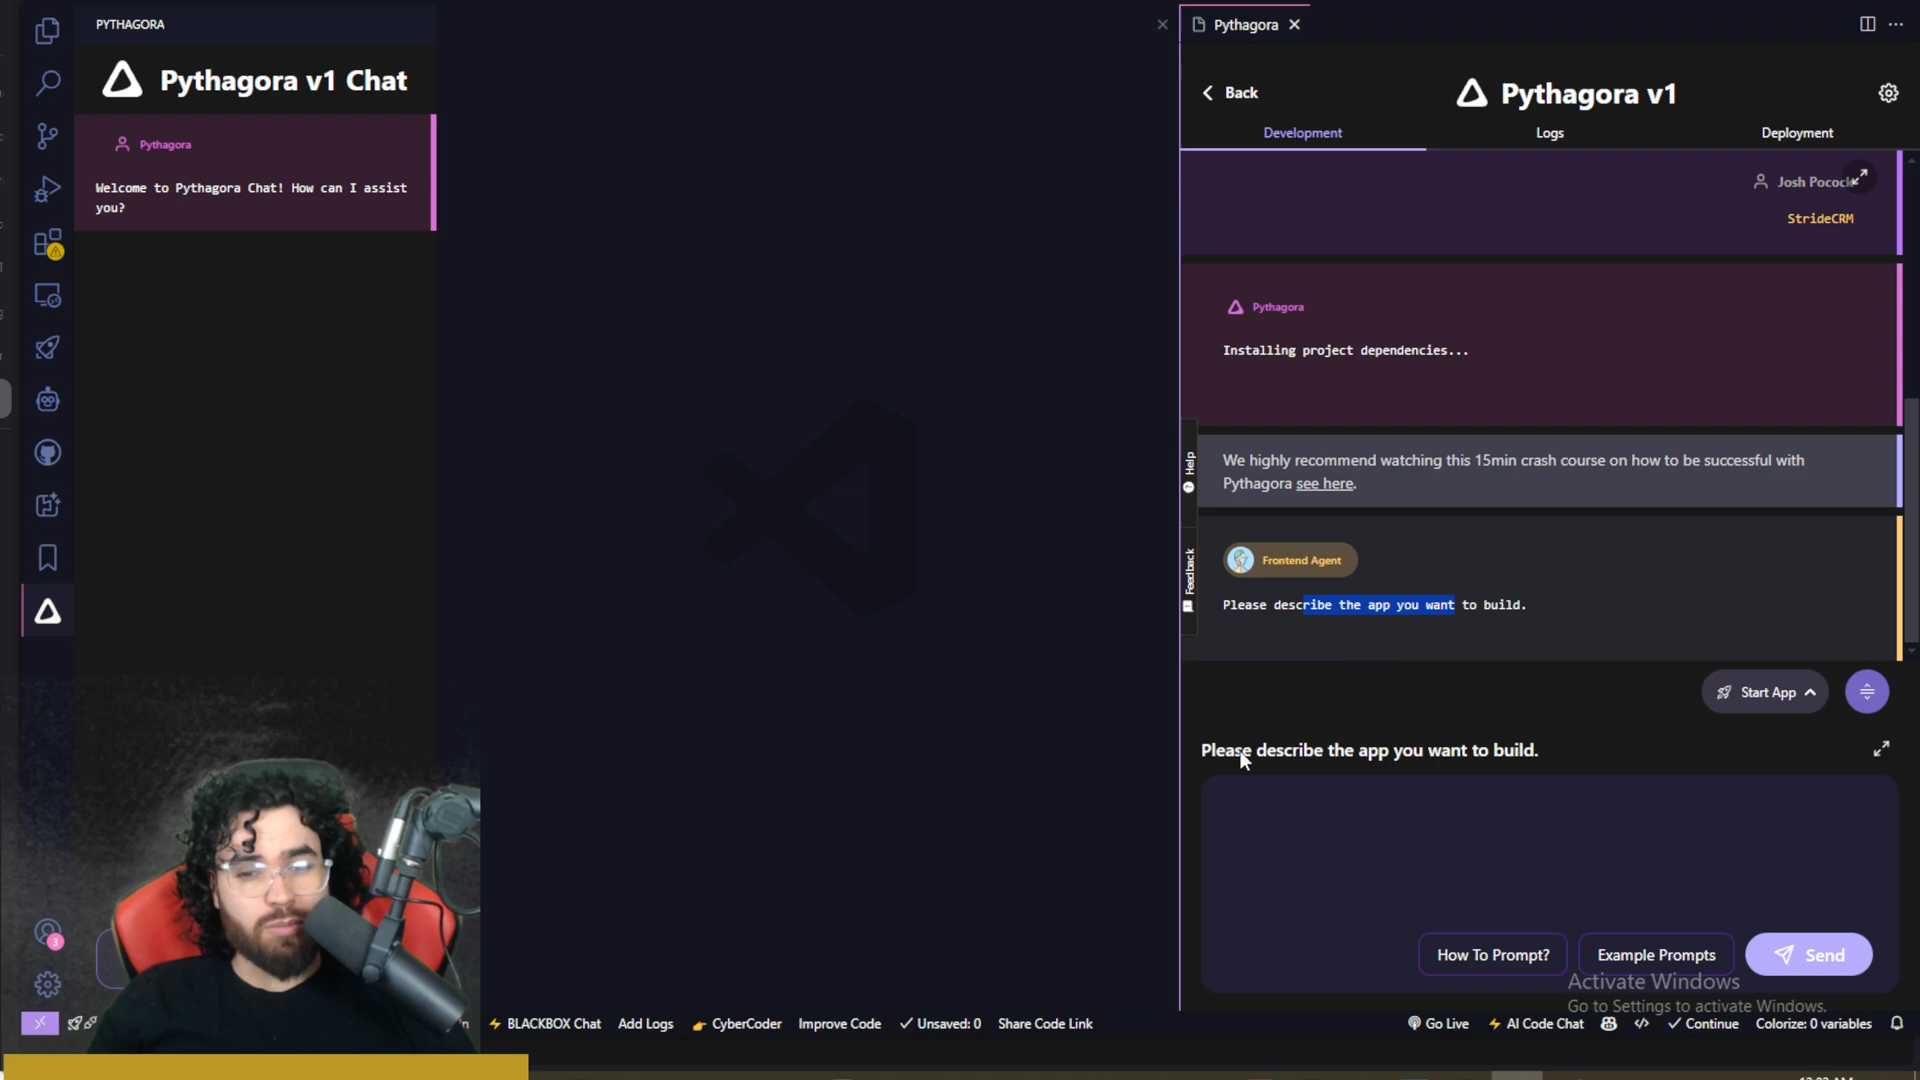 PYTHAGORA
Pythagora v1 Chat
Pythagora
Welcome to Pythagora Chat! How can I assist
you?
3
Pythagora
Back
Pythagora v1
Development
Logs
Deployment
Josh Pocock
StrideCRM
Pythagora
Installing project dependencies...
Help
We highly recommend watching this 15min crash course on how to be successful with
Pythagora see here.
Feedback
Frontend Agent
Please describe the app you want to build.
Start App
Please describe the app you want to build.
How To Prompt?
Example Prompts
Send
Activate Windows
Go to Settings to activate Windows.
BLACKBOX Chat
Add Logs
CyberCoder
Improve Code
Unsaved: 0
Share Code Link
Go Live
AI Code Chat
Continue
Colorize: 0 variables